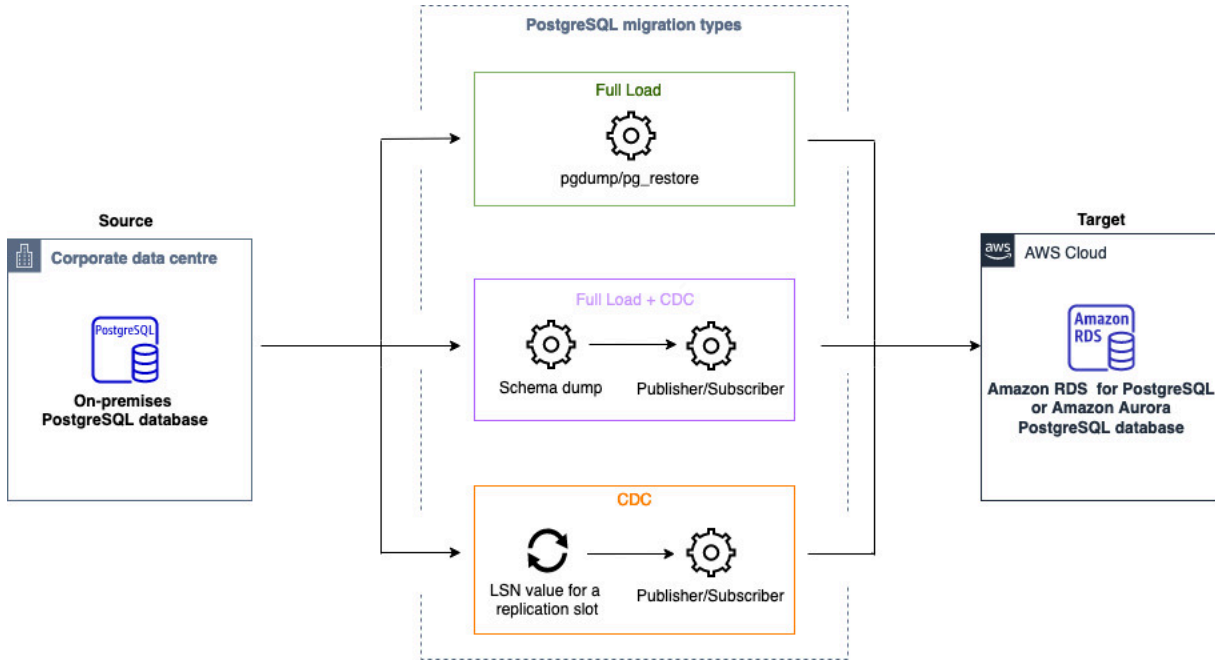 PostgreSQL migration types
Full Load
pgdump/pg_restore
Source
Corporate data centre
PostgreSQL
On-premises
PostgreSQL database
Full Load + CDC
Schema dump
Publisher/Subscriber
CDC
LSN value for a
replication slot
Publisher/Subscriber
Target
aws
AWS Cloud
Amazon
RDS
Amazon RDS for PostgreSQL
or Amazon Aurora
PostgreSQL database